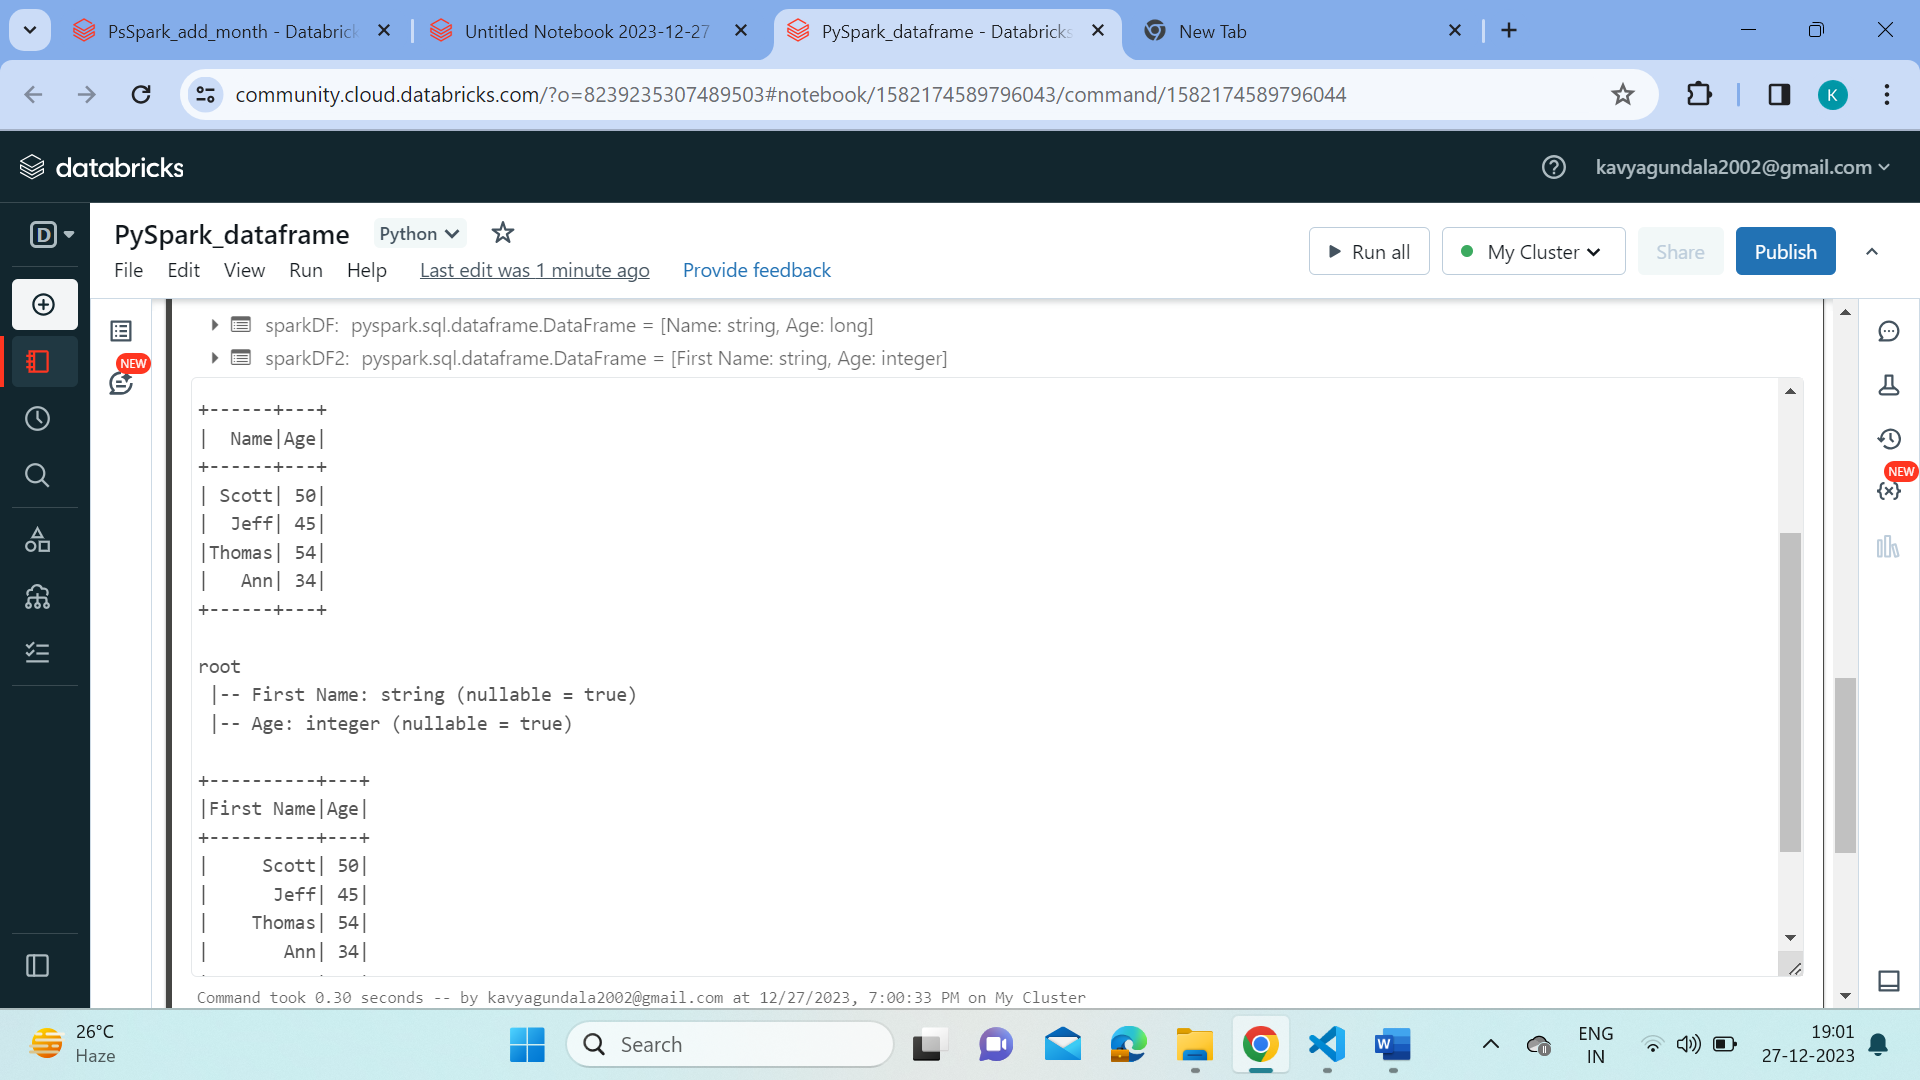 PsSpark_add_month - Databrick
Untitled Notebook 2023-12-27
PySpark_dataframe - Databricks
New Tab
community.cloud.databricks.com/?o=8239235307489503#notebook/1582174589796043/command/1582174589796044
K
databricks
kavyagundala2002@gmail.com
D
PySpark_dataframe
Python
File Edit View Run Help Last edit was 1 minute ago Provide feedback
Run all
My Cluster
Share
Publish
NEW
NEW
sparkDF: pyspark.sql.dataframe.DataFrame = [Name: string, Age: long]
sparkDF2: pyspark.sql.dataframe.DataFrame = [First Name: string, Age: integer]
+------+---+
|  Name|Age|
+------+---+
| Scott| 50|
|  Jeff| 45|
|Thomas| 54|
|   Ann| 34|
+------+---+
root
 |-- First Name: string (nullable = true)
 |-- Age: integer (nullable = true)
+----------+---+
|First Name|Age|
+----------+---+
|     Scott| 50|
|      Jeff| 45|
|    Thomas| 54|
|       Ann| 34|
Command took 0.30 seconds -- by kavyagundala2002@gmail.com at 12/27/2023, 7:00:33 PM on My Cluster
26°C
Haze
Search
ENG
IN
19:01
27-12-2023